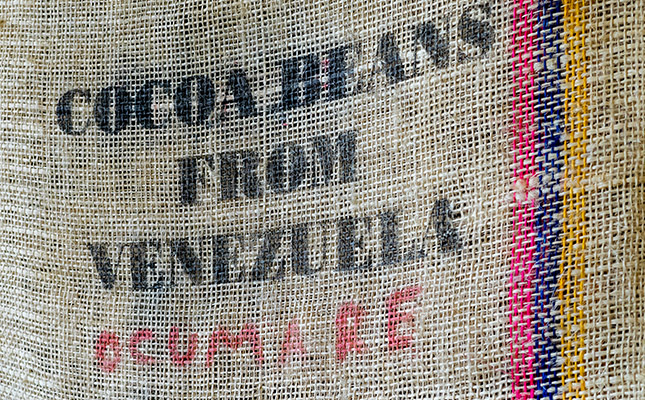 COCOA BEANS
FROM
VENEZUELA
OCUMARE